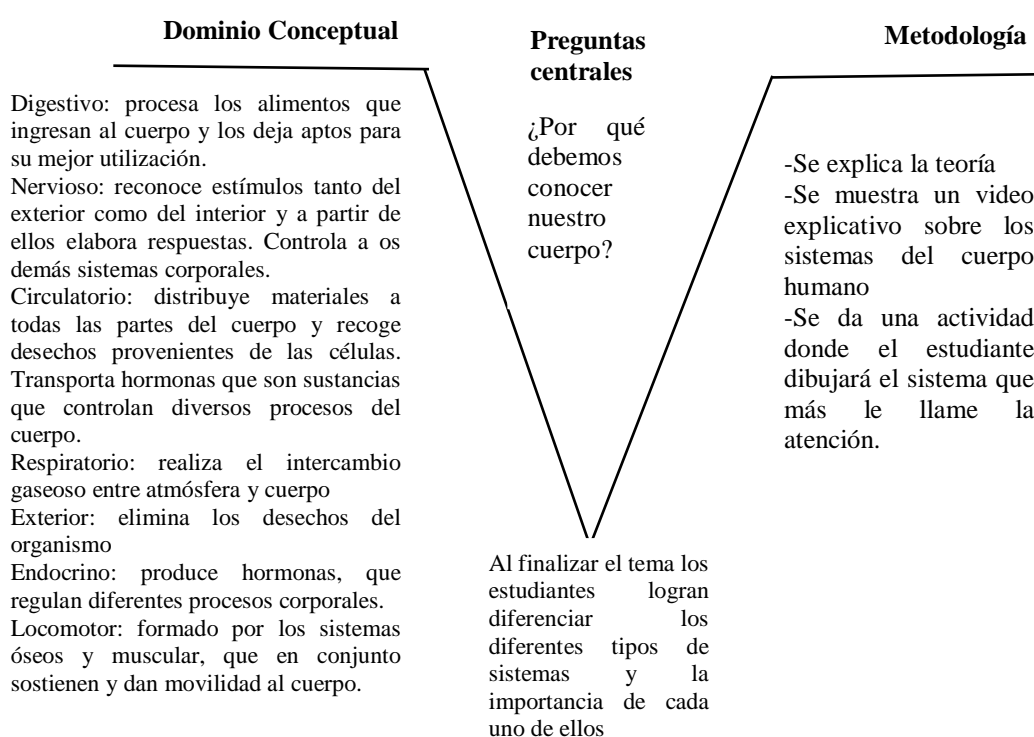 Dominio Conceptual
Digestivo: procesa los alimentos que
ingresan al cuerpo y los deja aptos para
su mejor utilización.
Nervioso: reconoce estímulos tanto del
exterior como del interior y a partir de
ellos elabora respuestas. Controla a os
demás sistemas corporales.
Circulatorio: distribuye materiales a
todas las partes del cuerpo y recoge
desechos provenientes de las células.
Transporta hormonas que son sustancias
que controlan diversos procesos del
cuerpo.
Respiratorio: realiza el intercambio
gaseoso entre atmósfera y cuerpo
Exterior: elimina los desechos del
organismo
Endocrino: produce hormonas, que
regulan diferentes procesos corporales.
Locomotor: formado por los sistemas
óseos y muscular, que en conjunto
sostienen y dan movilidad al cuerpo.
Preguntas
centrales
¿Por qué
debemos
conocer
nuestro
cuerpo?
Al finalizar el tema los
estudiantes logran
diferenciar los
diferentes tipos de
sistemas y la
importancia de cada
uno de ellos
Metodología
-Se explica la teoría
-Se muestra un video
explicativo sobre los
sistemas del cuerpo
humano
-Se da una actividad
donde el estudiante
dibujará el sistema que
más le llame la
atención.